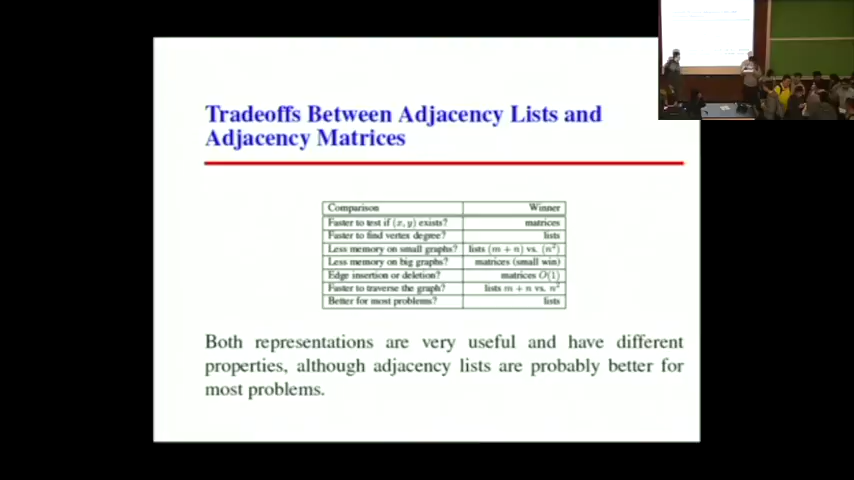 Tradeoffs Between Adjacency Lists and
Adjacency Matrices
Comparison Winner
Faster to test if (x, y) exists? matrices
Faster to find vertex degree? lists
Less memory on small graphs? lists (m + n) vs. (n²)
Less memory on big graphs? matrices (small win)
Edge insertion or deletion? matrices O(1)
Faster to traverse the graph? lists m + n vs. n²
Better for most problems? lists
Both representations are very useful and have different
properties, although adjacency lists are probably better for
most problems.